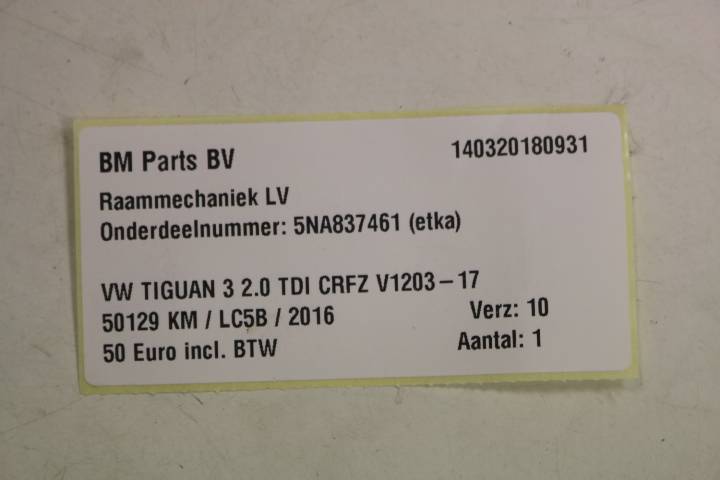 BM Parts BV 140320180931
Raammechaniek LV
Onderdeelnummer: 5NA837461 (etka)
VW TIGUAN 3 2.0 TDI CRFZ V1203-17
50129 KM / LC5B / 2016 Verz: 10
50 Euro incl. BTW Aantal: 1